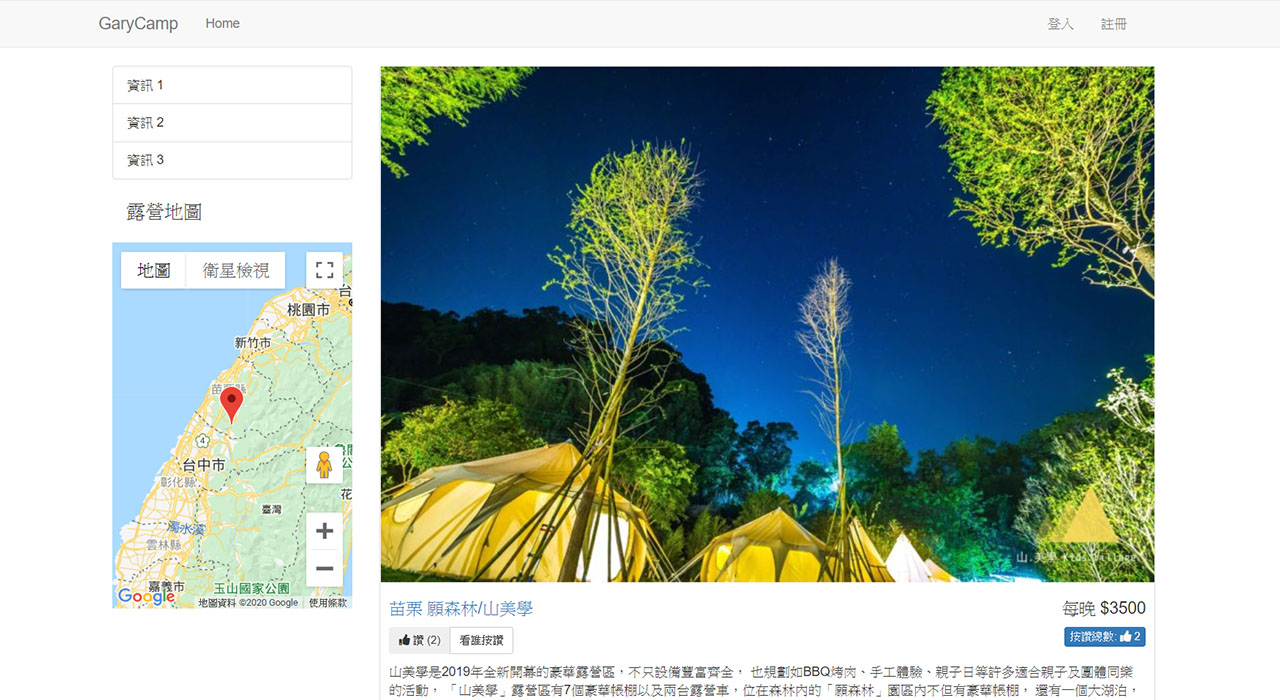 GaryCamp Home 登入 註冊
資訊 1
資訊 2
資訊 3
露營地圖
地圖 衛星檢視
桃園市
新竹市
苗栗縣
4
台中市
彰化縣
臺灣
濁水溪
雲林縣
嘉義市
玉山國家公園
Google 地圖資料 ©2020 Google 使用條款
山 美學 Kids Village
苗栗 願森林/山美學 每晚 $3500
讚 (2) 看誰按讚 按讚總數: 2
山美學是2019年全新開幕的豪華露營區，不只設備豐富齊全， 也規劃如BBQ烤肉、手工體驗、親子日等許多適合親子及團體同樂
的活動， 「山美學」露營區有7個豪華帳棚以及兩台露營車，位在森林內的「願森林」園區內不但有豪華帳棚， 還有一個大湖泊，